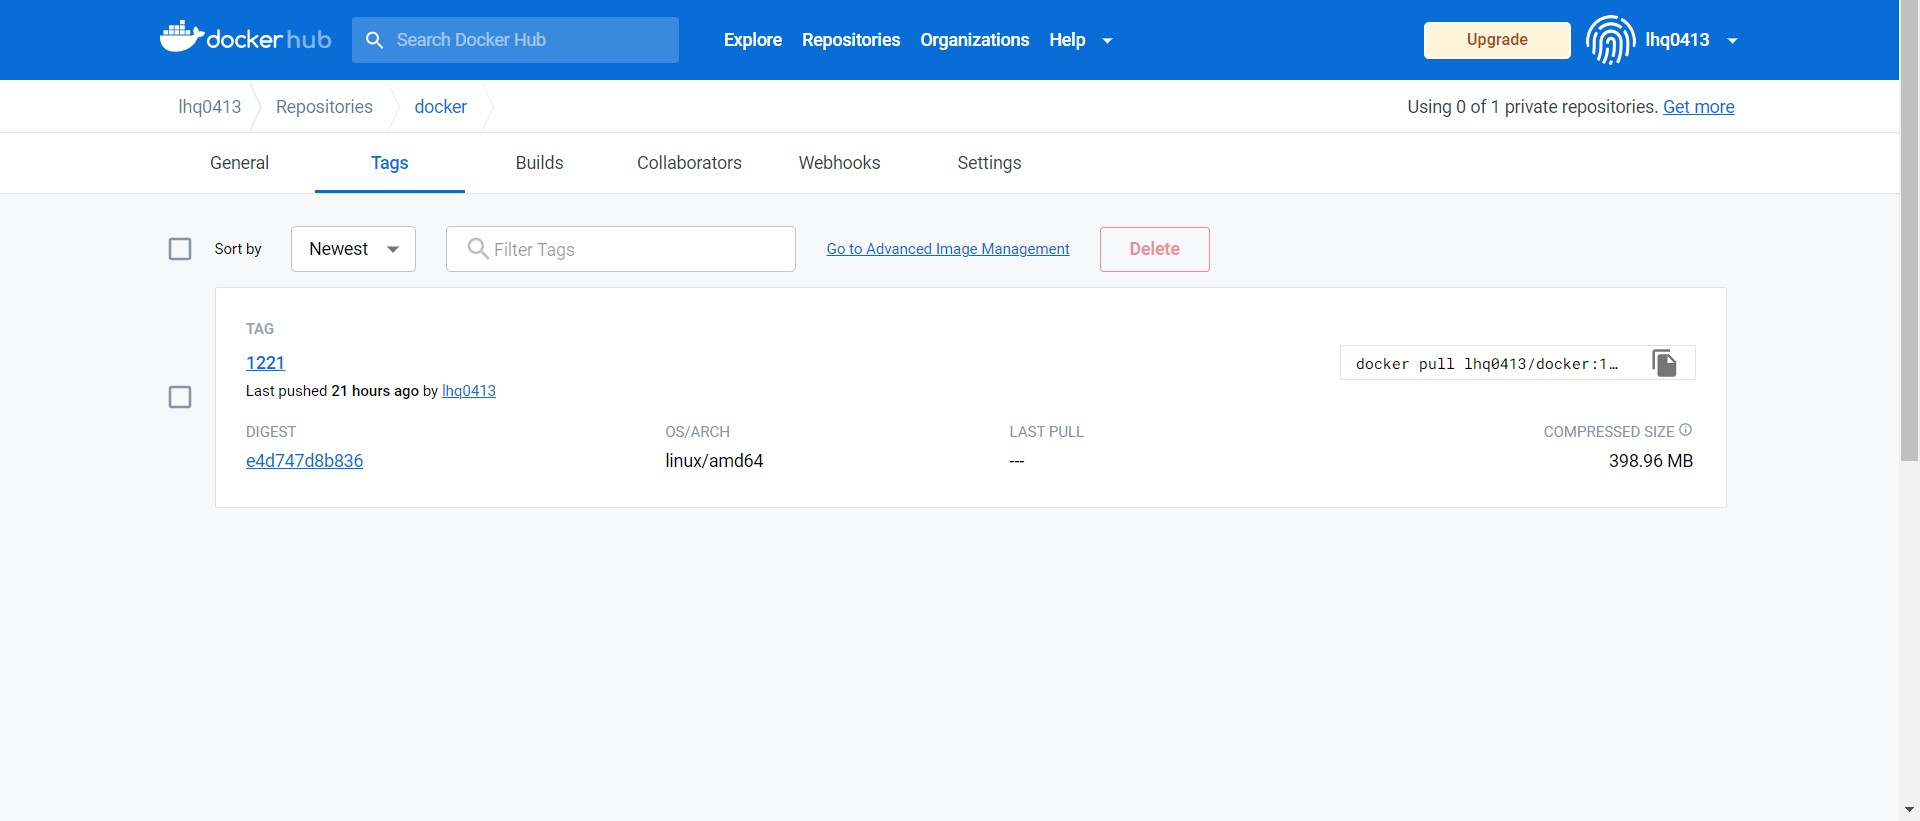 docker hub
Search Docker Hub
Explore
Repositories
Organizations
Help
Upgrade
lhq0413
lhq0413
Repositories
docker
Using 0 of 1 private repositories. Get more
General
Tags
Builds
Collaborators
Webhooks
Settings
Sort by
Newest
Filter Tags
Go to Advanced Image Management
Delete
TAG
1221
docker pull lhq0413/docker:1…
Last pushed 21 hours ago by lhq0413
DIGEST
OS/ARCH
LAST PULL
COMPRESSED SIZE
e4d747d8b836
linux/amd64
---
398.96 MB